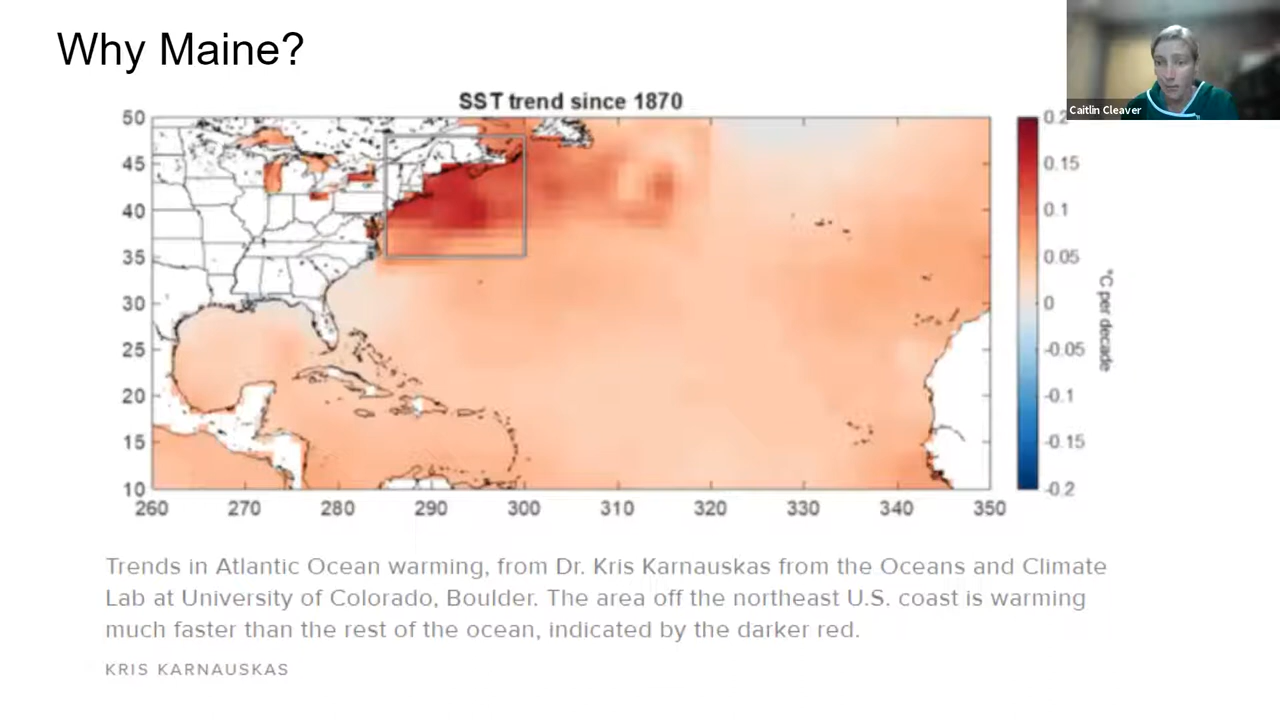 Why Maine?
Caitlin Cleaver
SST trend since 1870
50
45
40
35
30
25
20
15
10
260 270 280 290 300 310 320 330 340 350
0.15
0.1
0.05
0
-0.05
-0.1
-0.15
-0.2
°C per decade
Trends in Atlantic Ocean warming, from Dr. Kris Karnauskas from the Oceans and Climate
Lab at University of Colorado, Boulder. The area off the northeast U.S. coast is warming
much faster than the rest of the ocean, indicated by the darker red.
KRIS KARNAUSKAS